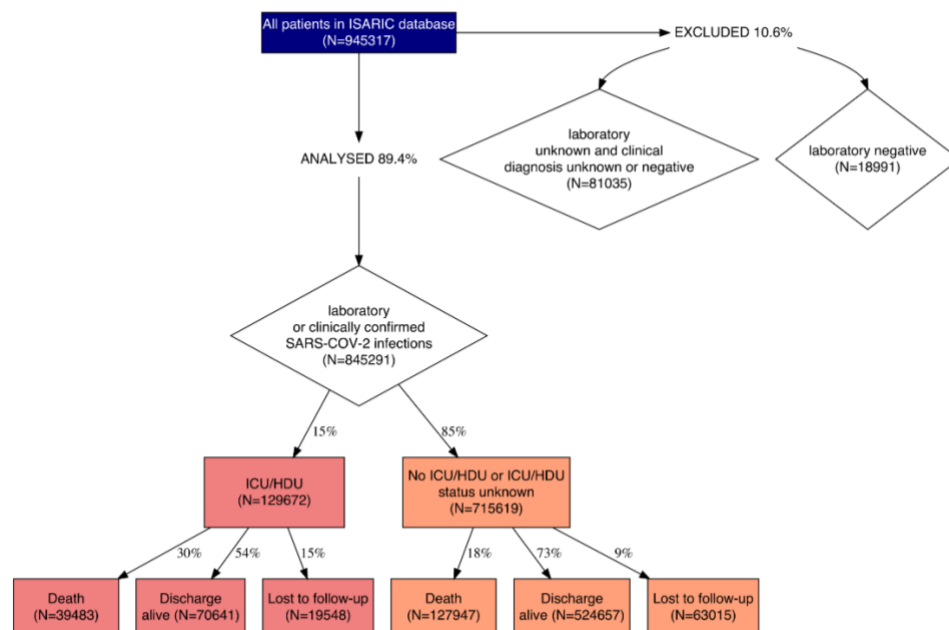 All patients in ISARIC database
(N=945317)
EXCLUDED 10.6%
laboratory
unknown and clinical
diagnosis unknown or negative
(N=81035)
laboratory negative
(N=18991)
ANALYSED 89.4%
laboratory
or clinically confirmed
SARS-COV-2 infections
(N=845291)
15%
85%
ICU/HDU
(N=129672)
No ICU/HDU or ICU/HDU
status unknown
(N=715619)
30%
54%
15%
18%
73%
9%
Death
(N=39483)
Discharge
alive (N=70641)
Lost to follow-up
(N=19548)
Death
(N=127947)
Discharge
alive (N=524657)
Lost to follow-up
(N=63015)